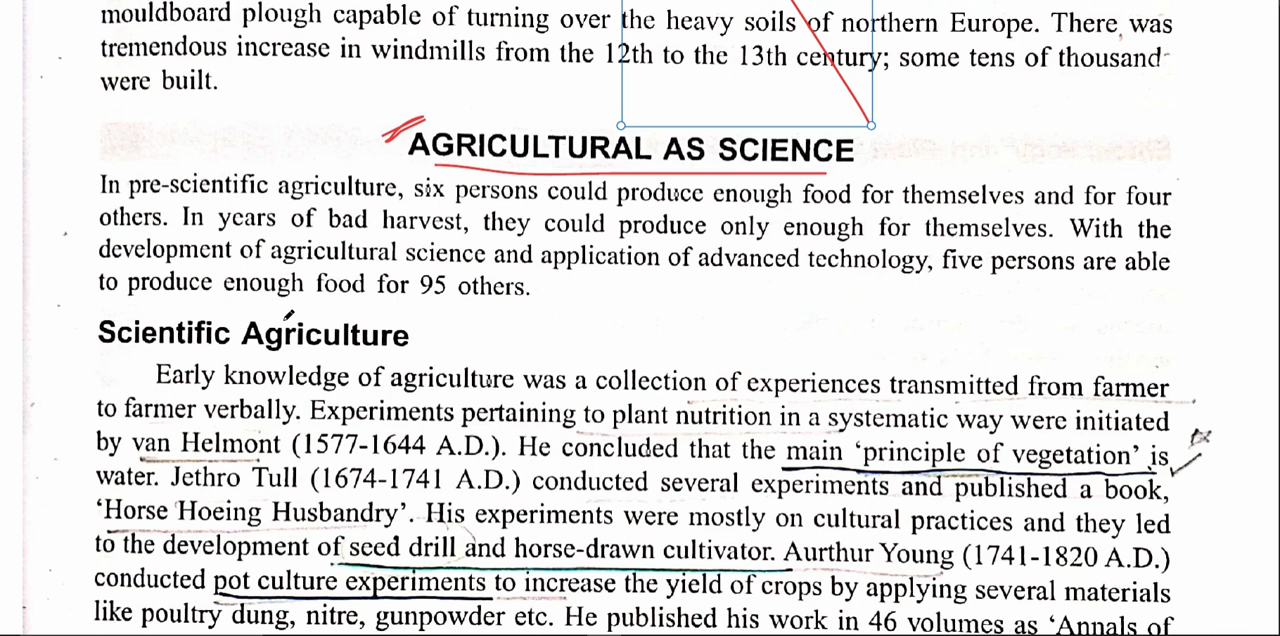 mouldboard plough capable of turning over the heavy soils of northern Europe. There was
tremendous increase in windmills from the 12th to the 13th century; some tens of thousand
were built.
AGRICULTURAL AS SCIENCE
In pre-scientific agriculture, six persons could produce enough food for themselves and for four
others. In years of bad harvest, they could produce only enough for themselves. With the
development of agricultural science and application of advanced technology, five persons are able
to produce enough food for 95 others.
Scientific Agriculture
Early knowledge of agriculture was a collection of experiences transmitted from farmer
to farmer verbally. Experiments pertaining to plant nutrition in a systematic way were initiated
by van Helmont (1577-1644 A.D.). He concluded that the main ‘principle of vegetation’ is
water. Jethro Tull (1674-1741 A.D.) conducted several experiments and published a book,
‘Horse Hoeing Husbandry’. His experiments were mostly on cultural practices and they led
to the development of seed drill and horse-drawn cultivator. Aurthur Young (1741-1820 A.D.)
conducted pot culture experiments to increase the yield of crops by applying several materials
like poultry dung, nitre, gunpowder etc. He published his work in 46 volumes as ‘Annals of